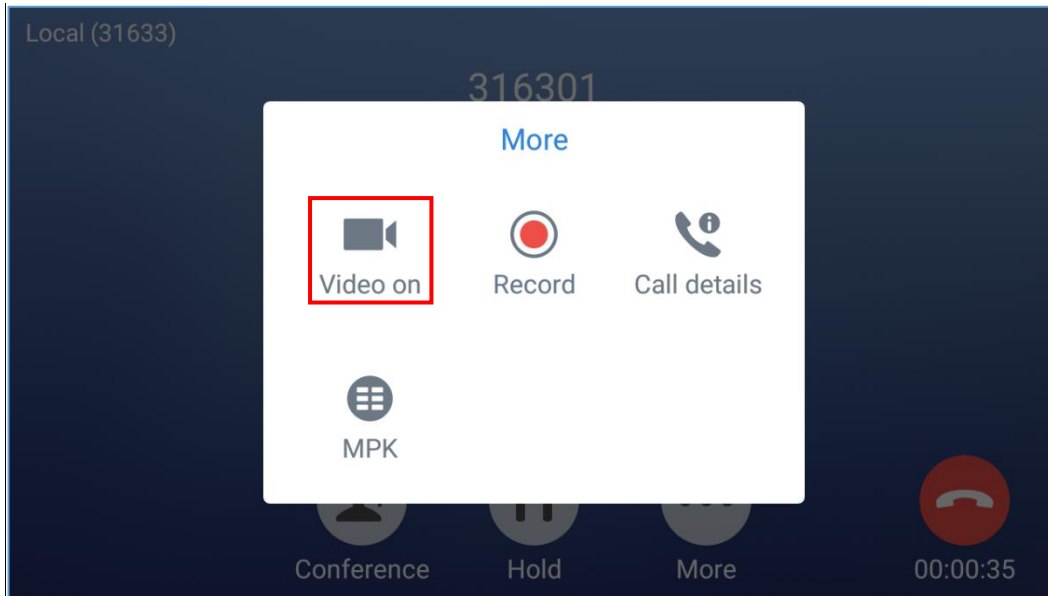 Local (31633)
316301
More
Video on
Record
Call details
MPK
Conference
Hold
More
00:00:35